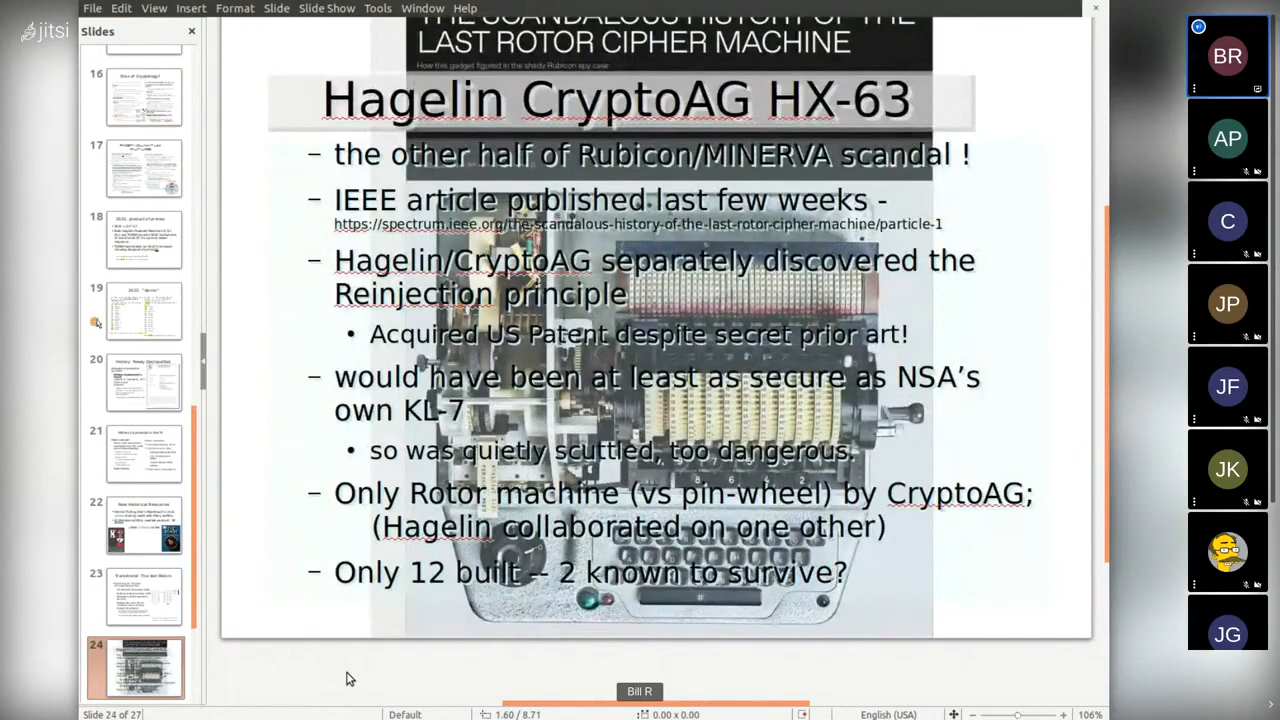 jitsi
File Edit View Insert Format Slide Slide Show Tools Window Help
Slides
16
17
18
19
20
21
22
23
24
THE SCANDALOUS HISTORY OF THE
LAST ROTOR CIPHER MACHINE
How this gadget figured in the shady Rubicon spy case
Hagelin CryptoAG HX-63
– the other half of Rubicon/MINERVA scandal !
– IEEE article published last few weeks -
https://spectrum.ieee.org/the-scandalous-history-of-the-last-rotor-cipher-machine/particle-1
– Hagelin/CryptoAG separately discovered the
Reinjection principle
• Acquired US Patent despite secret prior art!
– would have been at least as secure as NSA’s
own KL-7
• so was quietly scuttled, too dangerous.
– Only Rotor machine (vs pin-wheel) by CryptoAG;
(Hagelin collaborated on one other)
– Only 12 built -- 2 known to survive?
Bill R
Slide 24 of 27
Default
1.60 / 8.71
0.00 x 0.00
English (USA)
106%
BR
AP
C
JP
JF
JK
JG